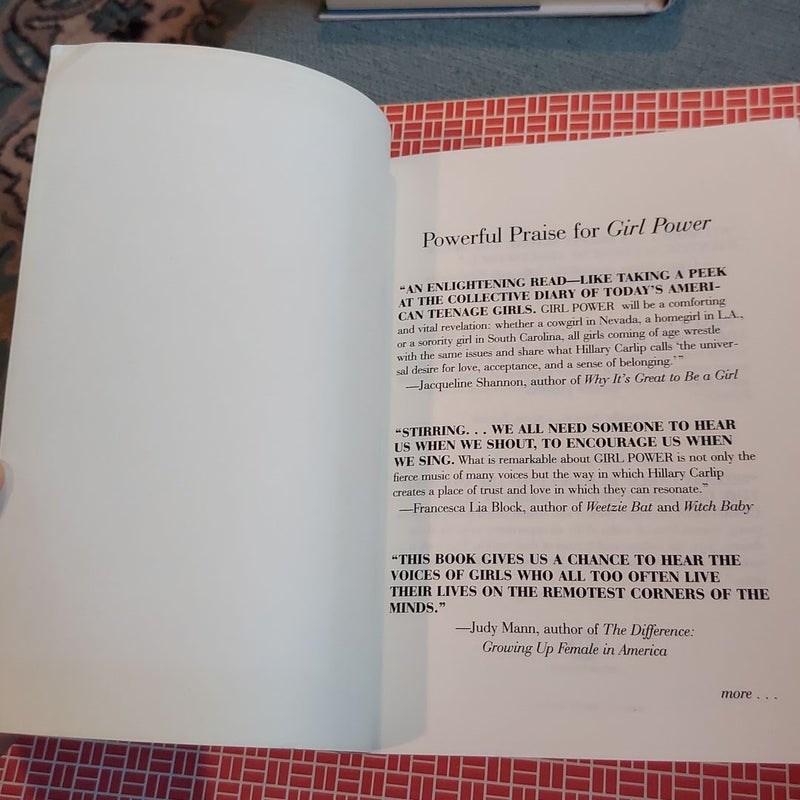 Powerful Praise for Girl Power
“AN ENLIGHTENING READ—LIKE TAKING A PEEK
AT THE COLLECTIVE DIARY OF TODAY'S AMERI-
CAN TEENAGE GIRLS. GIRL POWER will be a comforting
and vital revelation: whether a cowgirl in Nevada, a homegirl in L.A.,
or a sorority girl in South Carolina, all girls coming of age wrestle
with the same issues and share what Hillary Carlip calls ‘the univer-
sal desire for love, acceptance, and a sense of belonging.’”
—Jacqueline Shannon, author of Why It's Great to Be a Girl
“STIRRING. . . WE ALL NEED SOMEONE TO HEAR
US WHEN WE SHOUT, TO ENCOURAGE US WHEN
WE SING. What is remarkable about GIRL POWER is not only the
fierce music of many voices but the way in which Hillary Carlip
creates a place of trust and love in which they can resonate.”
—Francesca Lia Block, author of Weetzie Bat and Witch Baby
“THIS BOOK GIVES US A CHANCE TO HEAR THE
VOICES OF GIRLS WHO ALL TOO OFTEN LIVE
THEIR LIVES ON THE REMOTEST CORNERS OF THE
MINDS.”
—Judy Mann, author of The Difference:
Growing Up Female in America
more . . .